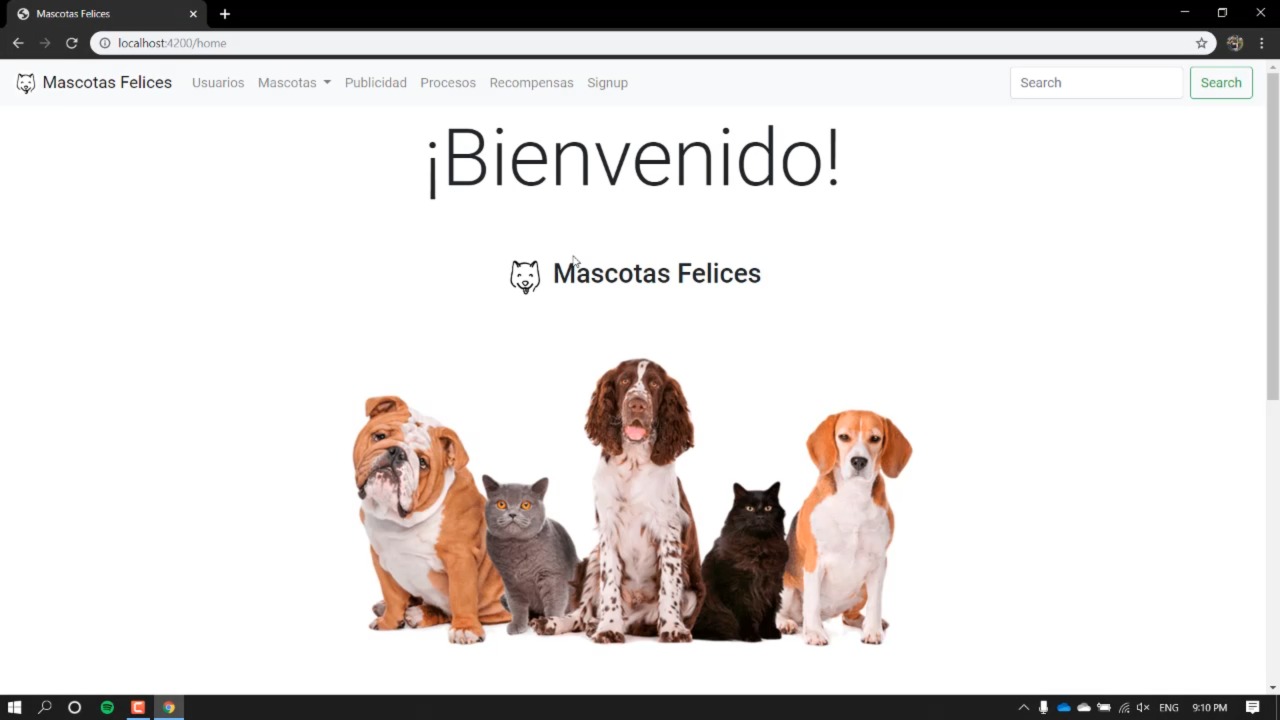 Mascotas Felices
localhost:4200/home
Mascotas Felices Usuarios Mascotas Publicidad Procesos Recompensas Signup Search Search
¡Bienvenido!
Mascotas Felices
ENG 9:10 PM